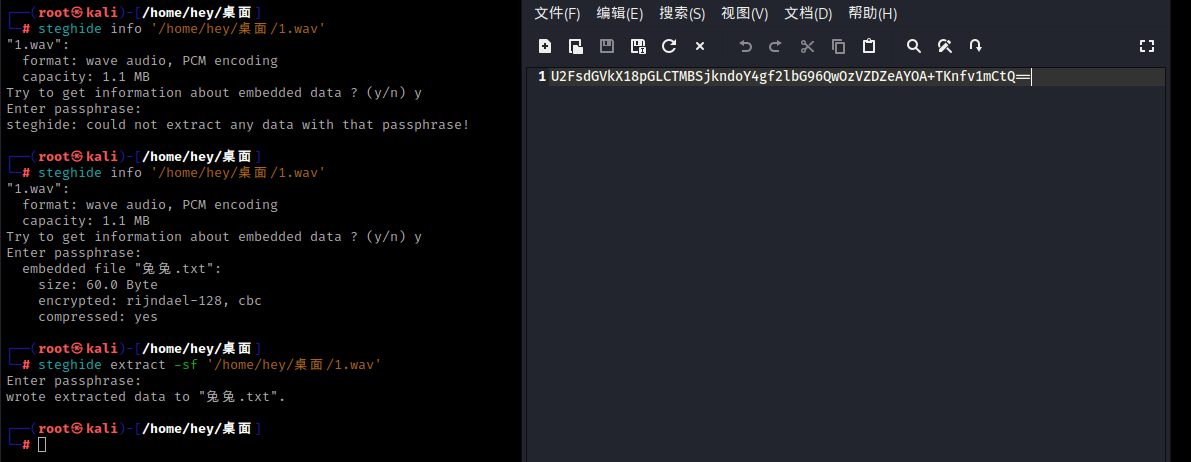 ┌──(root㉿kali)-[/home/hey/桌面]
└─# steghide info '/home/hey/桌面/1.wav'
"1.wav":
  format: wave audio, PCM encoding
  capacity: 1.1 MB
Try to get information about embedded data ? (y/n) y
Enter passphrase:
steghide: could not extract any data with that passphrase!
┌──(root㉿kali)-[/home/hey/桌面]
└─# steghide info '/home/hey/桌面/1.wav'
"1.wav":
  format: wave audio, PCM encoding
  capacity: 1.1 MB
Try to get information about embedded data ? (y/n) y
Enter passphrase:
  embedded file "兔兔.txt":
    size: 60.0 Byte
    encrypted: rijndael-128, cbc
    compressed: yes
┌──(root㉿kali)-[/home/hey/桌面]
└─# steghide extract -sf '/home/hey/桌面/1.wav'
Enter passphrase:
wrote extracted data to "兔兔.txt".
┌──(root㉿kali)-[/home/hey/桌面]
└─#
文件(F) 编辑(E) 搜索(S) 视图(V) 文档(D) 帮助(H)
1 U2FsdGVkX18pGLCTMBSjkndoY4gf2lbG96QwOzVZDZeAYOA+TKnfv1mCtQ==